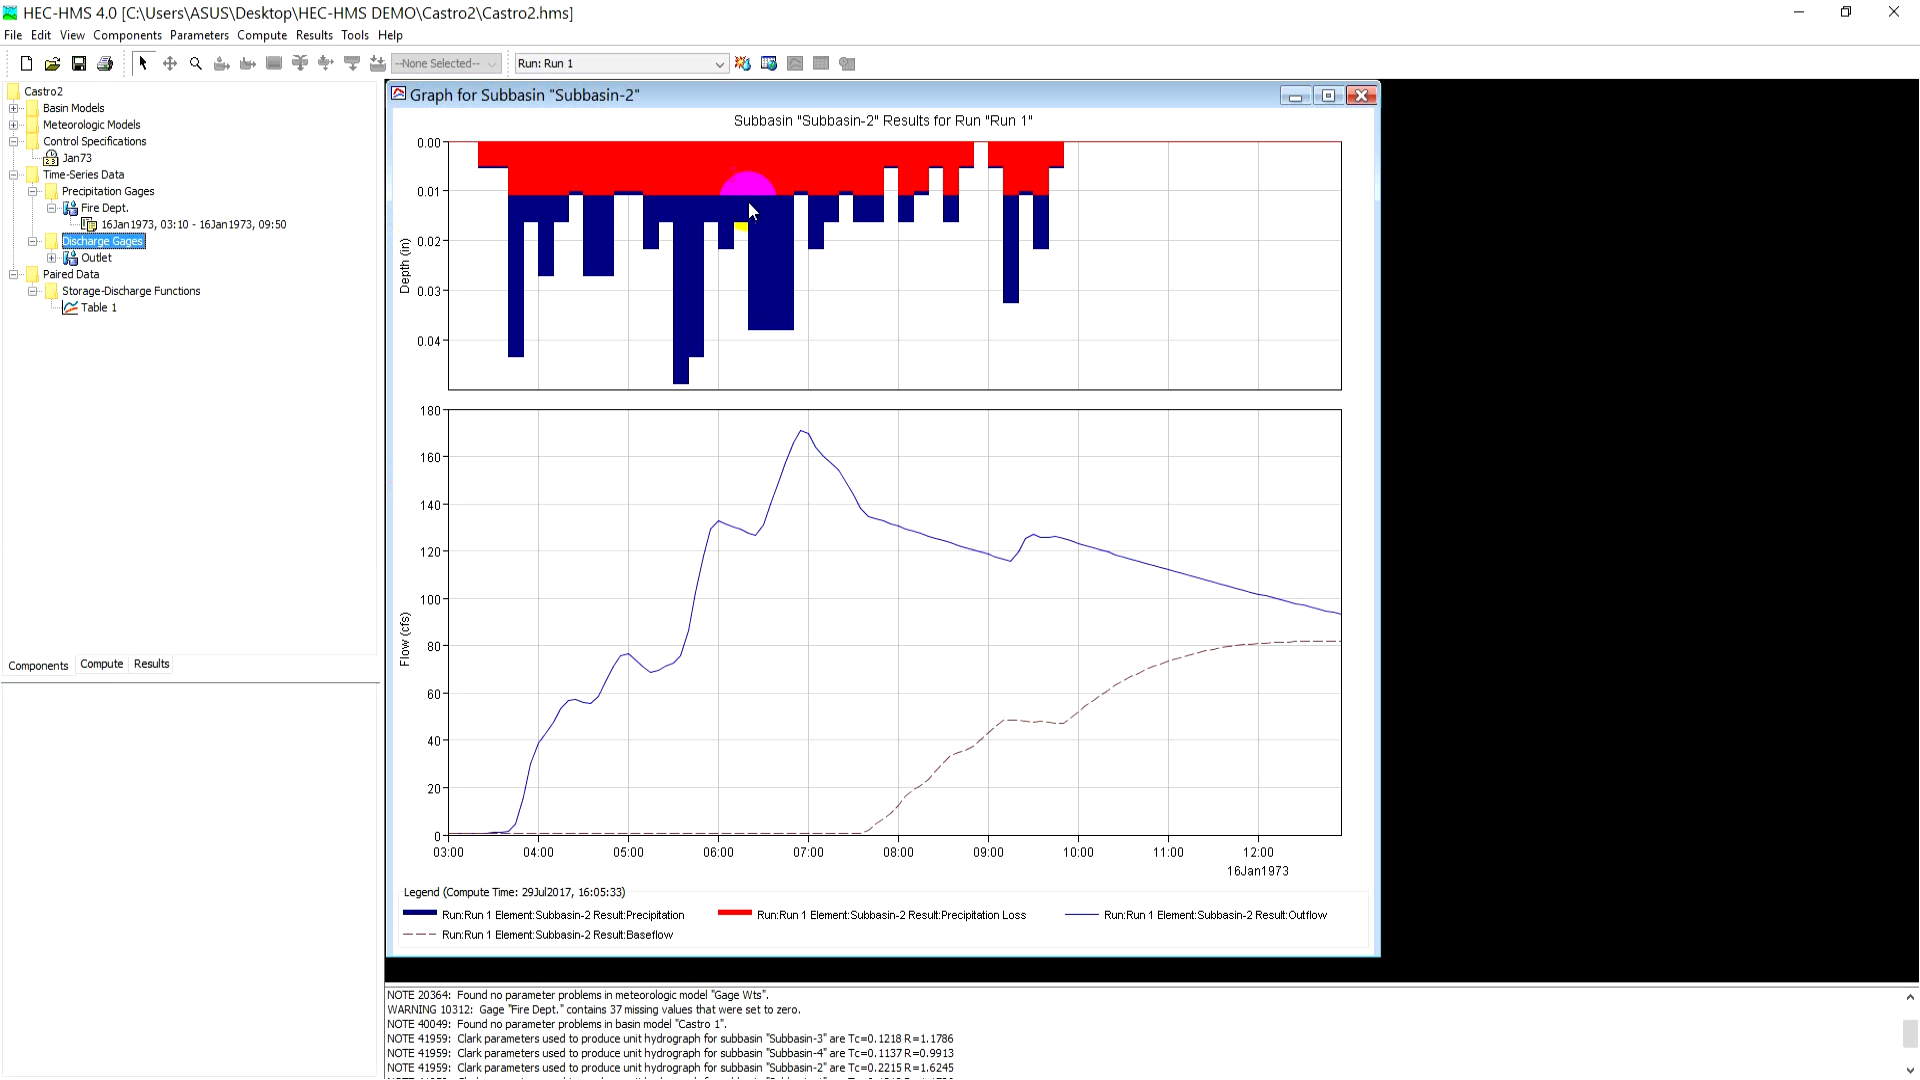 HEC-HMS 4.0 [C:\Users\ASUS\Desktop\HEC-HMS DEMO\Castro2\Castro2.hms]
File Edit View Components Parameters Compute Results Tools Help
--None Selected-- Run: Run 1
Castro2
Basin Models
Meteorologic Models
Control Specifications
Jan73
Time-Series Data
Precipitation Gages
Fire Dept.
16Jan1973, 03:10 - 16Jan1973, 09:50
Discharge Gages
Outlet
Paired Data
Storage-Discharge Functions
Table 1
Components Compute Results
Graph for Subbasin "Subbasin-2"
Subbasin "Subbasin-2" Results for Run "Run 1"
0.00
0.01
0.02
0.03
0.04
Depth (in)
180
160
140
120
100
80
60
40
20
0
Flow (cfs)
03:00 04:00 05:00 06:00 07:00 08:00 09:00 10:00 11:00 12:00
16Jan1973
Legend (Compute Time: 29Jul2017, 16:05:33)
Run:Run 1 Element:Subbasin-2 Result:Precipitation Run:Run 1 Element:Subbasin-2 Result:Precipitation Loss Run:Run 1 Element:Subbasin-2 Result:Outflow
Run:Run 1 Element:Subbasin-2 Result:Baseflow
NOTE 20364: Found no parameter problems in meteorologic model "Gage Wts".
WARNING 10312: Gage "Fire Dept." contains 37 missing values that were set to zero.
NOTE 40049: Found no parameter problems in basin model "Castro 1".
NOTE 41959: Clark parameters used to produce unit hydrograph for subbasin "Subbasin-3" are Tc=0.1218 R=1.1786
NOTE 41959: Clark parameters used to produce unit hydrograph for subbasin "Subbasin-4" are Tc=0.1137 R=0.9913
NOTE 41959: Clark parameters used to produce unit hydrograph for subbasin "Subbasin-2" are Tc=0.2215 R=1.6245